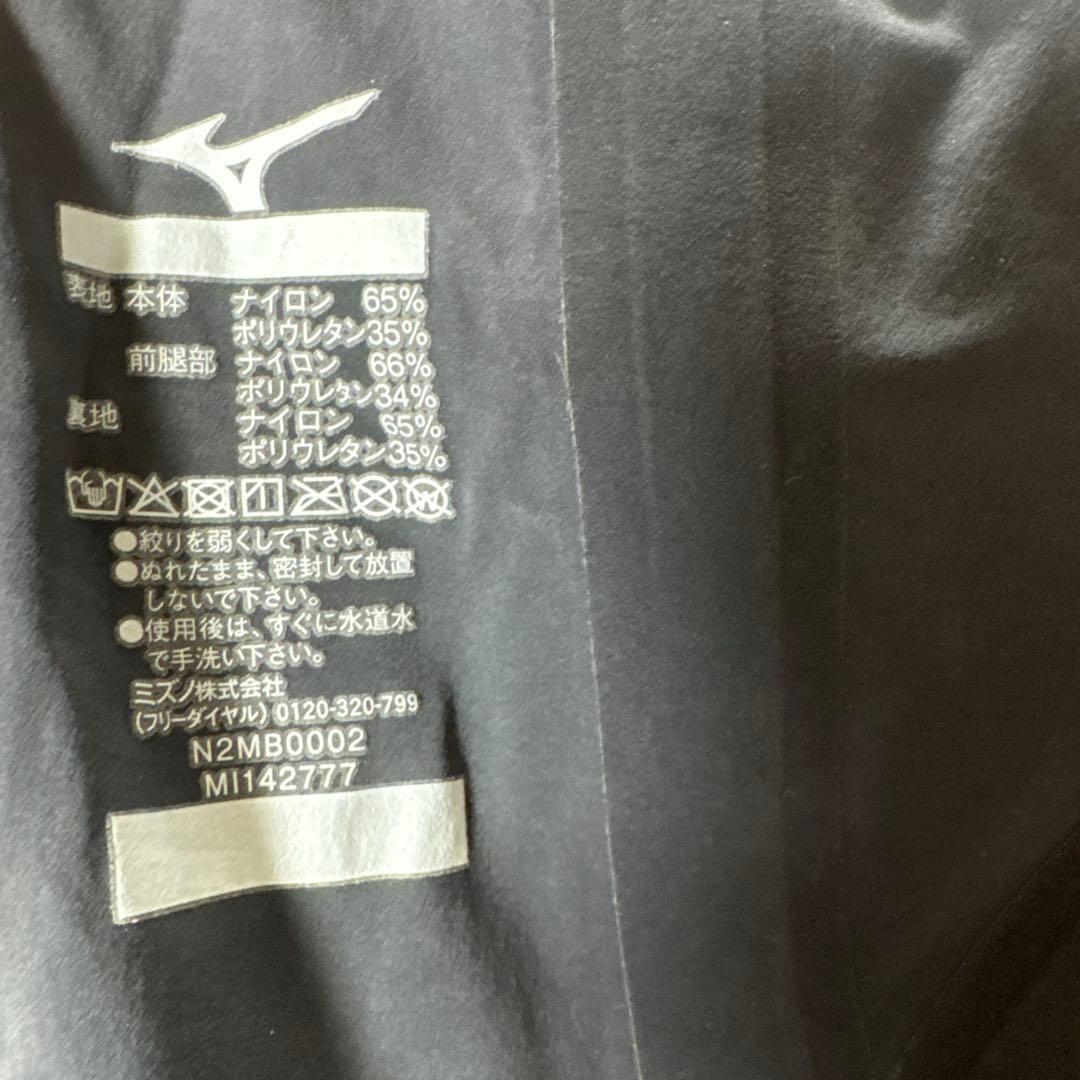 表地 本体 ナイロン 65%
ポリウレタン35%
前腿部 ナイロン 66%
ポリウレタン34%
裏地 ナイロン 65%
ポリウレタン35%
●絞りを弱くして下さい。
●ぬれたまま、密封して放置
しないで下さい。
●使用後は、すぐに水道水
で手洗い下さい。
ミズノ株式会社
(フリーダイヤル) 0120-320-799
N2MB0002
MI142777